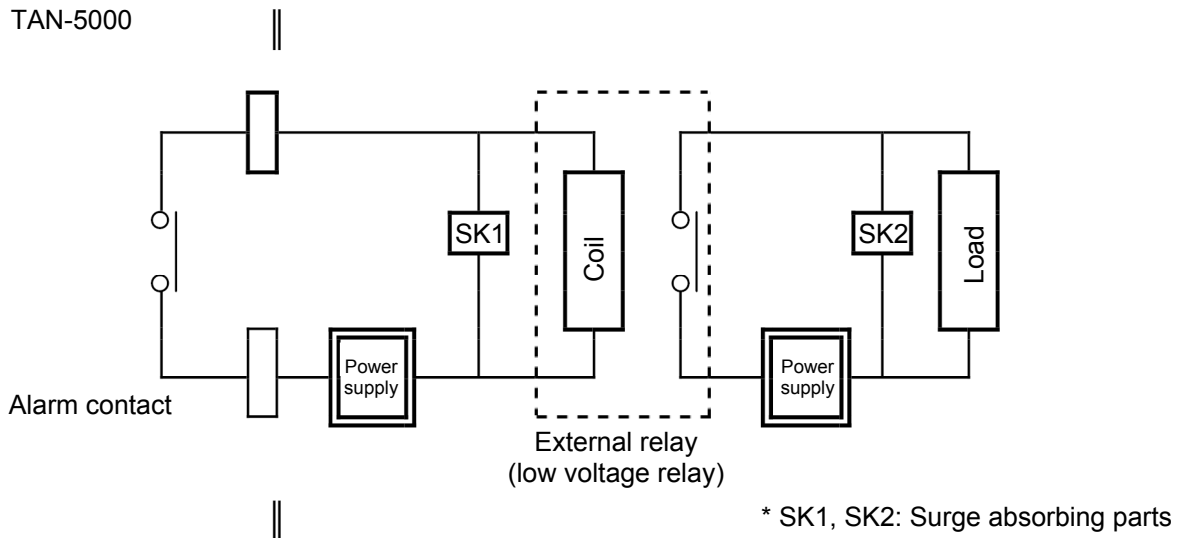 TAN-5000
SK1
Coil
SK2
Load
Power
supply
Power
supply
Alarm contact
External relay
(low voltage relay)
* SK1, SK2: Surge absorbing parts